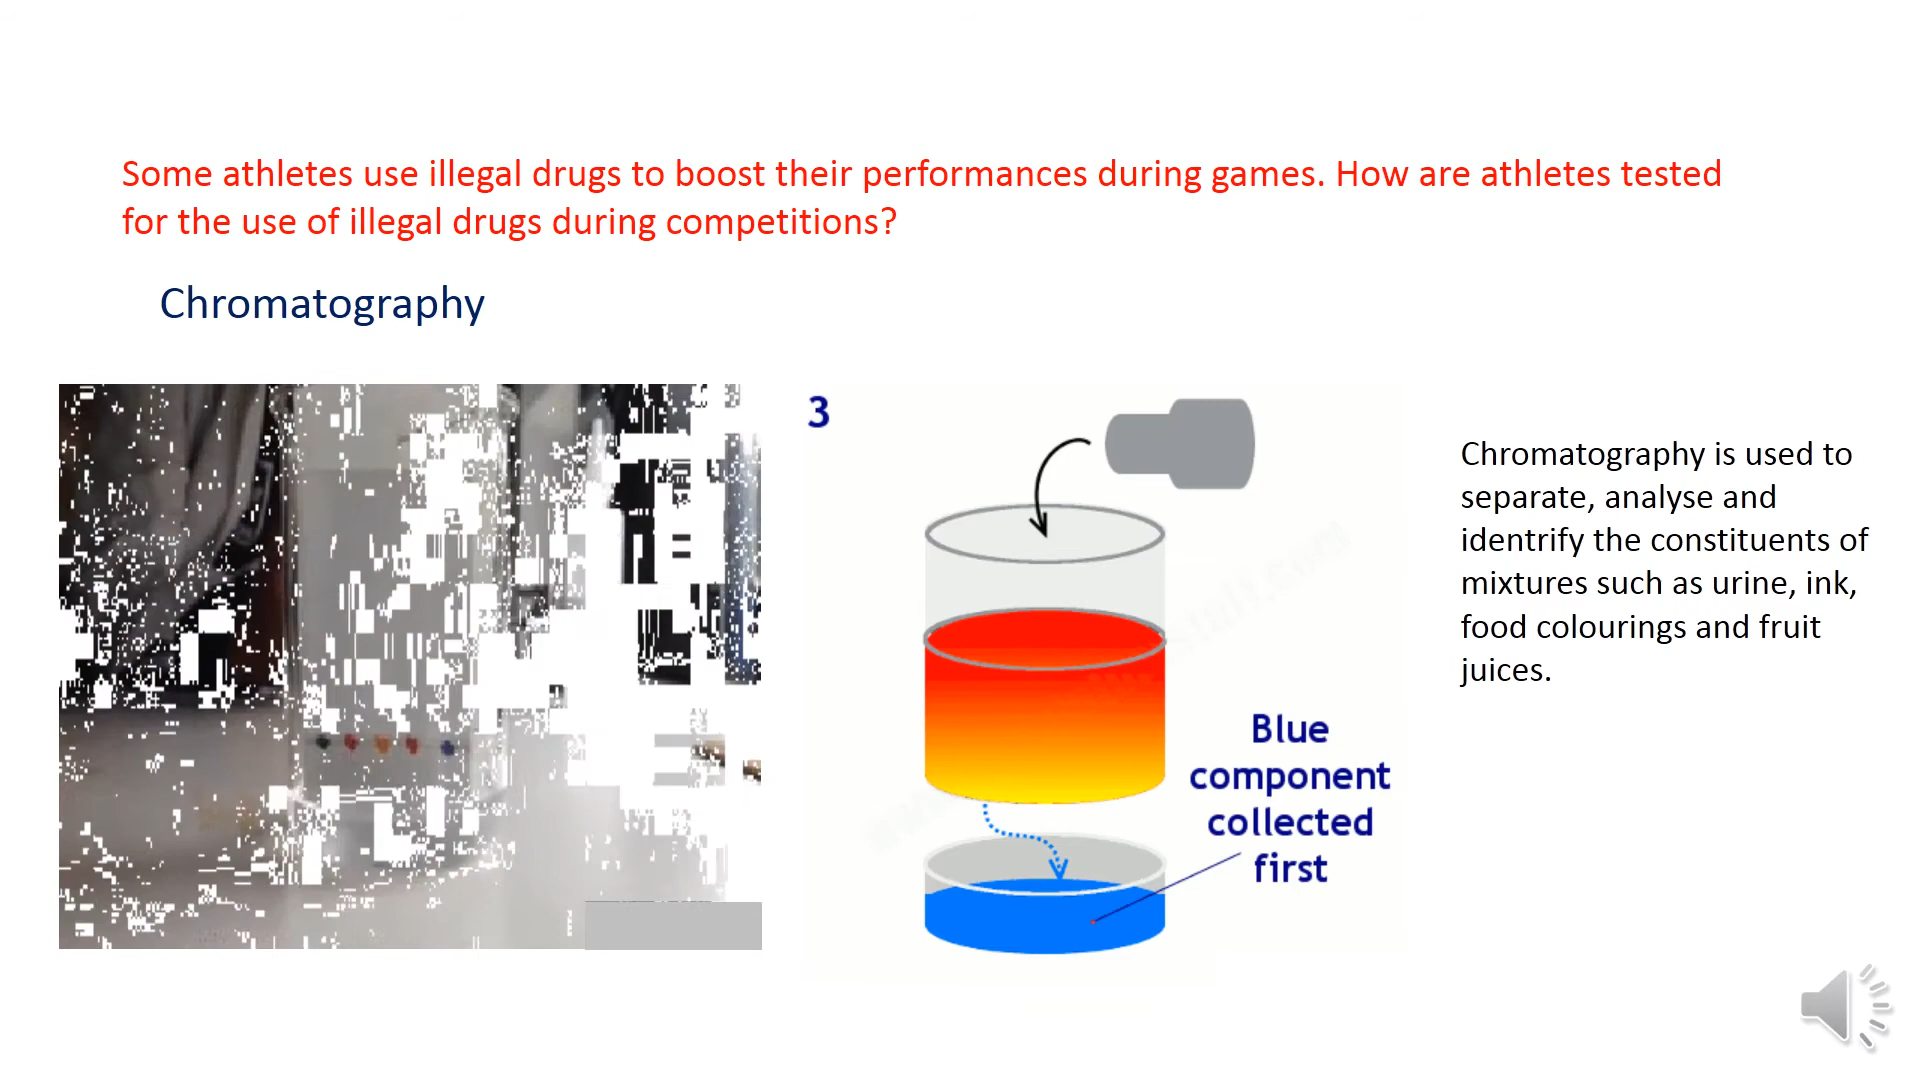 Some athletes use illegal drugs to boost their performances during games. How are athletes tested
for the use of illegal drugs during competitions?
Chromatography
3
Blue
component
collected
first
Chromatography is used to
separate, analyse and
identrify the constituents of
mixtures such as urine, ink,
food colourings and fruit
juices.